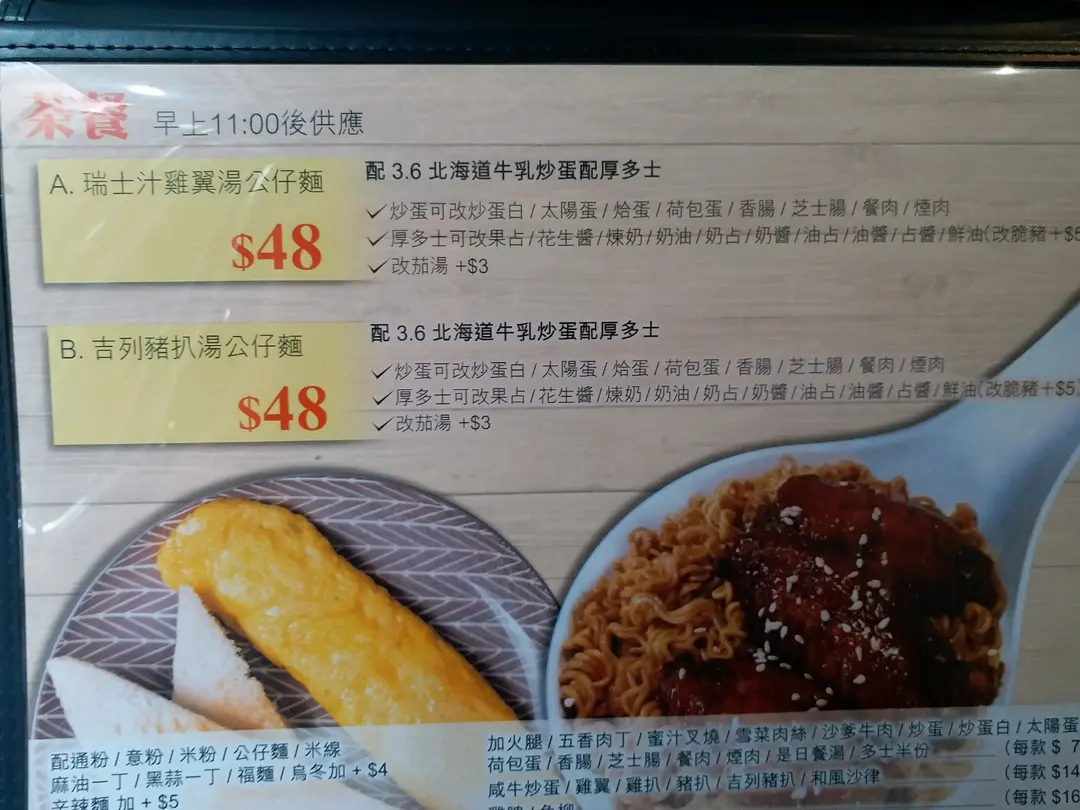 茶餐 早上11:00後供應
A. 瑞士汁雞翼湯公仔麵
$48
配 3.6 北海道牛乳炒蛋配厚多士
✓炒蛋可改炒蛋白/太陽蛋/烚蛋/荷包蛋/香腸/芝士腸/餐肉/煙肉
✓厚多士可改果占/花生醬/煉奶/奶油/奶占/奶醬/油占/油醬/占醬/鮮油(改脆豬+$5
✓改茄湯 +$3
B. 吉列豬扒湯公仔麵
$48
配 3.6 北海道牛乳炒蛋配厚多士
✓炒蛋可改炒蛋白/太陽蛋/烚蛋/荷包蛋/香腸/芝士腸/餐肉/煙肉
✓厚多士可改果占/花生醬/煉奶/奶油/奶占/奶醬/油占/油醬/占醬/鮮油(改脆豬+$5)
✓改茄湯 +$3
配通粉/意粉/米粉/公仔麵/米線
麻油一丁/黑蒜一丁/福麵/烏冬加 + $4
辛辣麵 加 + $5
加火腿/五香肉丁/蜜汁叉燒/雪菜肉絲/沙爹牛肉/炒蛋/炒蛋白/太陽蛋
荷包蛋/香腸/芝士腸/餐肉/煙肉/是日餐湯/多士半份 (每款 $ 7
咸牛炒蛋/雞翼/雞扒/豬扒/吉列豬扒/和風沙律 (每款 $14
(每款 $16